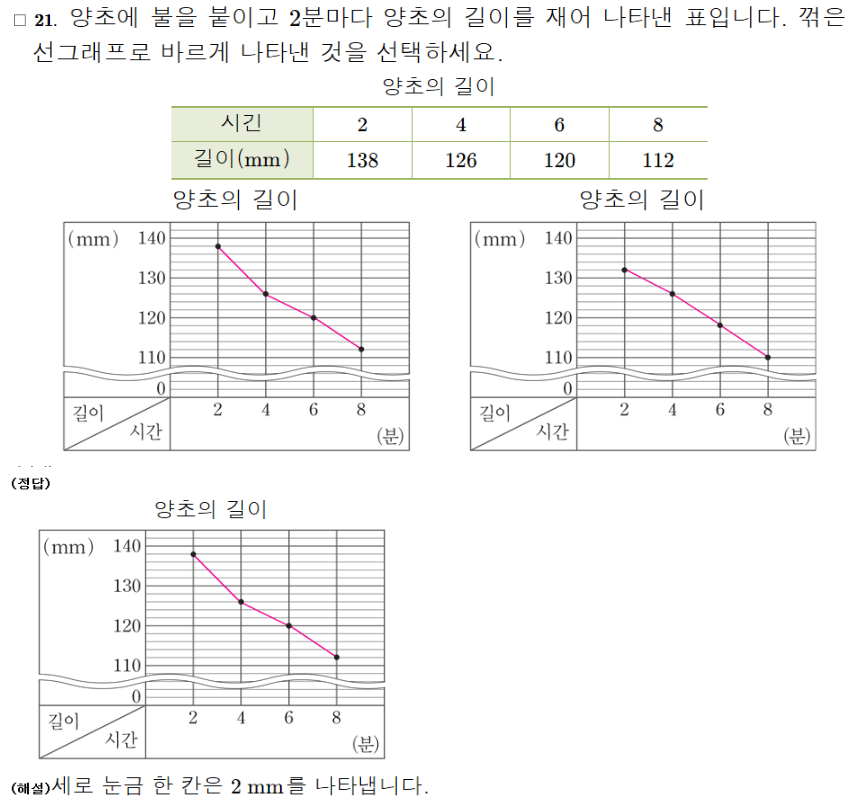 □ 21. 양초에 불을 붙이고 2분마다 양초의 길이를 재어 나타낸 표입니다. 꺾은
선그래프로 바르게 나타낸 것을 선택하세요.
양초의 길이
시긴 2 4 6 8
길이(mm) 138 126 120 112
양초의 길이 양초의 길이
(mm) 140 (mm) 140
130 130
120 120
110 110
0 0
길이 2 4 6 8 길이 2 4 6 8
시간 (분) 시간 (분)
(정답)
양초의 길이
(mm) 140
130
120
110
0
길이 2 4 6 8
시간 (분)
(해설)세로 눈금 한 칸은 2 mm를 나타냅니다.